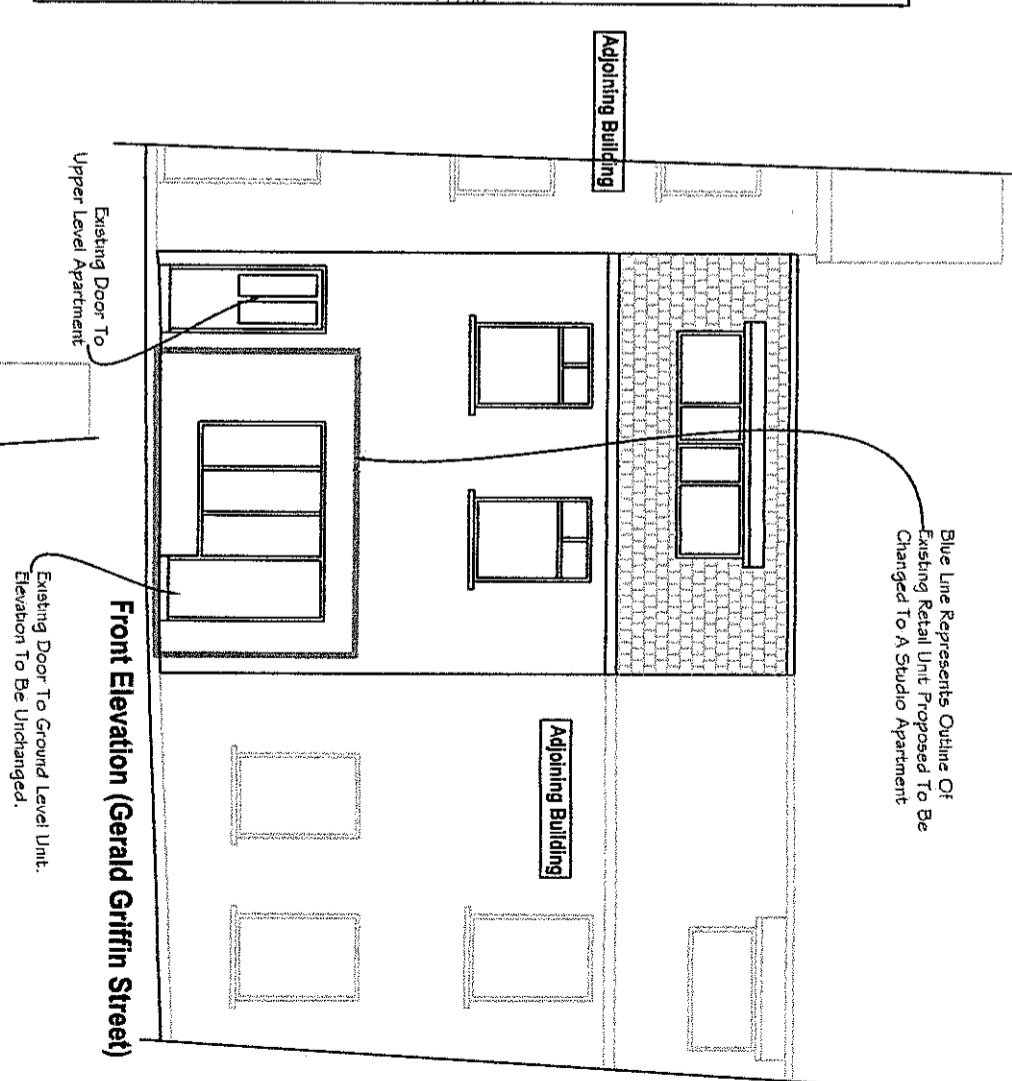 Blue Line Represents Outline Of
Existing Retail Unit Proposed To Be
Changed To A Studio Apartment
Adjoining Building
Adjoining Building
Existing Door To
Upper Level Apartment
Existing Door To Ground Level Unit.
Elevation To Be Unchanged.
Front Elevation (Gerald Griffin Street)